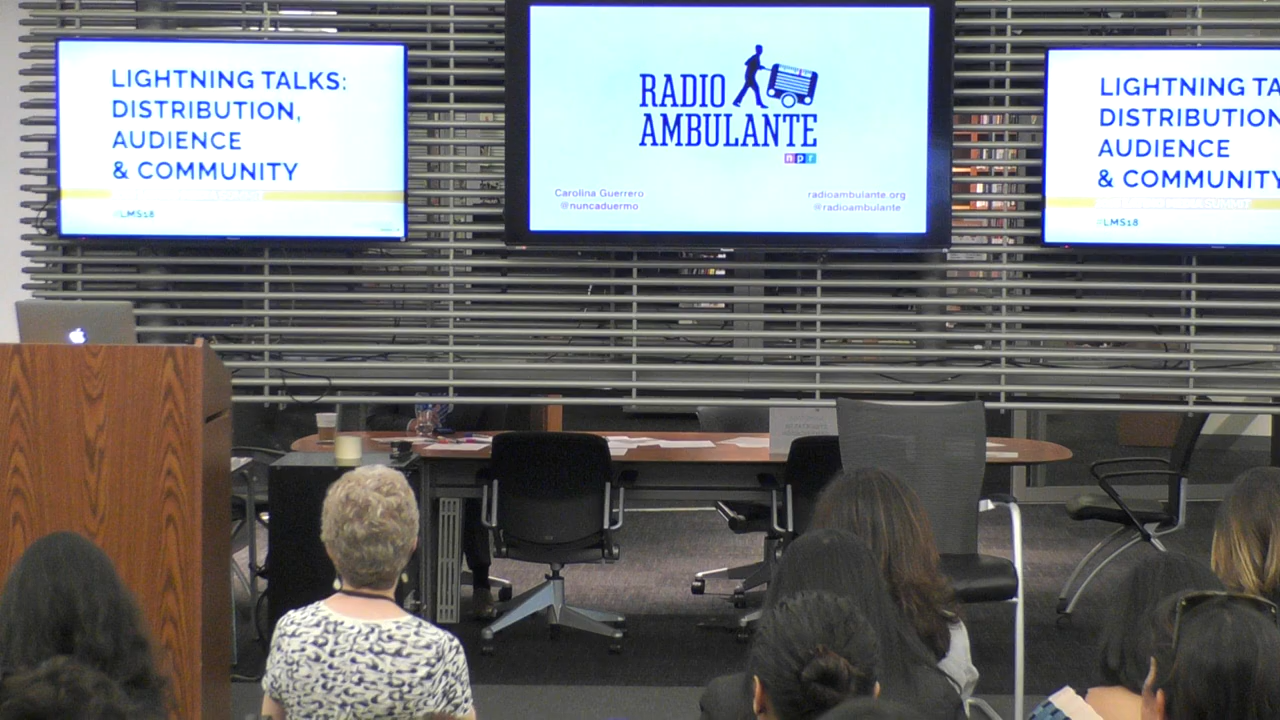 LIGHTNING TALKS:
DISTRIBUTION,
AUDIENCE
& COMMUNITY
#LMS18
RADIO
AMBULANTE
npr
Carolina Guerrero
@nuncaduermo
radioambulante.org
@radioambulante
LIGHTNING TA
DISTRIBUTION
AUDIENCE
& COMMUNITY
#LMS18